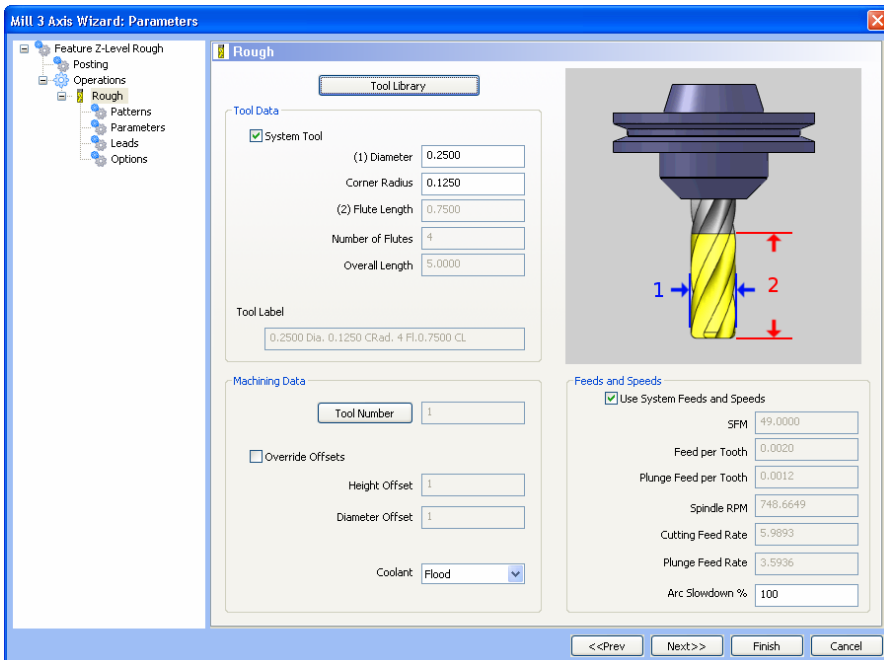 Mill 3 Axis Wizard: Parameters
Feature Z-Level Rough
Posting
Operations
Rough
Patterns
Parameters
Leads
Options
Rough
Tool Library
Tool Data
System Tool
(1) Diameter 0.2500
Corner Radius 0.1250
(2) Flute Length 0.7500
Number of Flutes 4
Overall Length 5.0000
Tool Label
0.2500 Dia. 0.1250 CRad. 4 Fl.0.7500 CL
1 2
Machining Data
Tool Number 1
Override Offsets
Height Offset 1
Diameter Offset 1
Coolant Flood
Feeds and Speeds
Use System Feeds and Speeds
SFM 49.0000
Feed per Tooth 0.0020
Plunge Feed per Tooth 0.0012
Spindle RPM 748.6649
Cutting Feed Rate 5.9893
Plunge Feed Rate 3.5936
Arc Slowdown % 100
<<Prev Next>> Finish Cancel